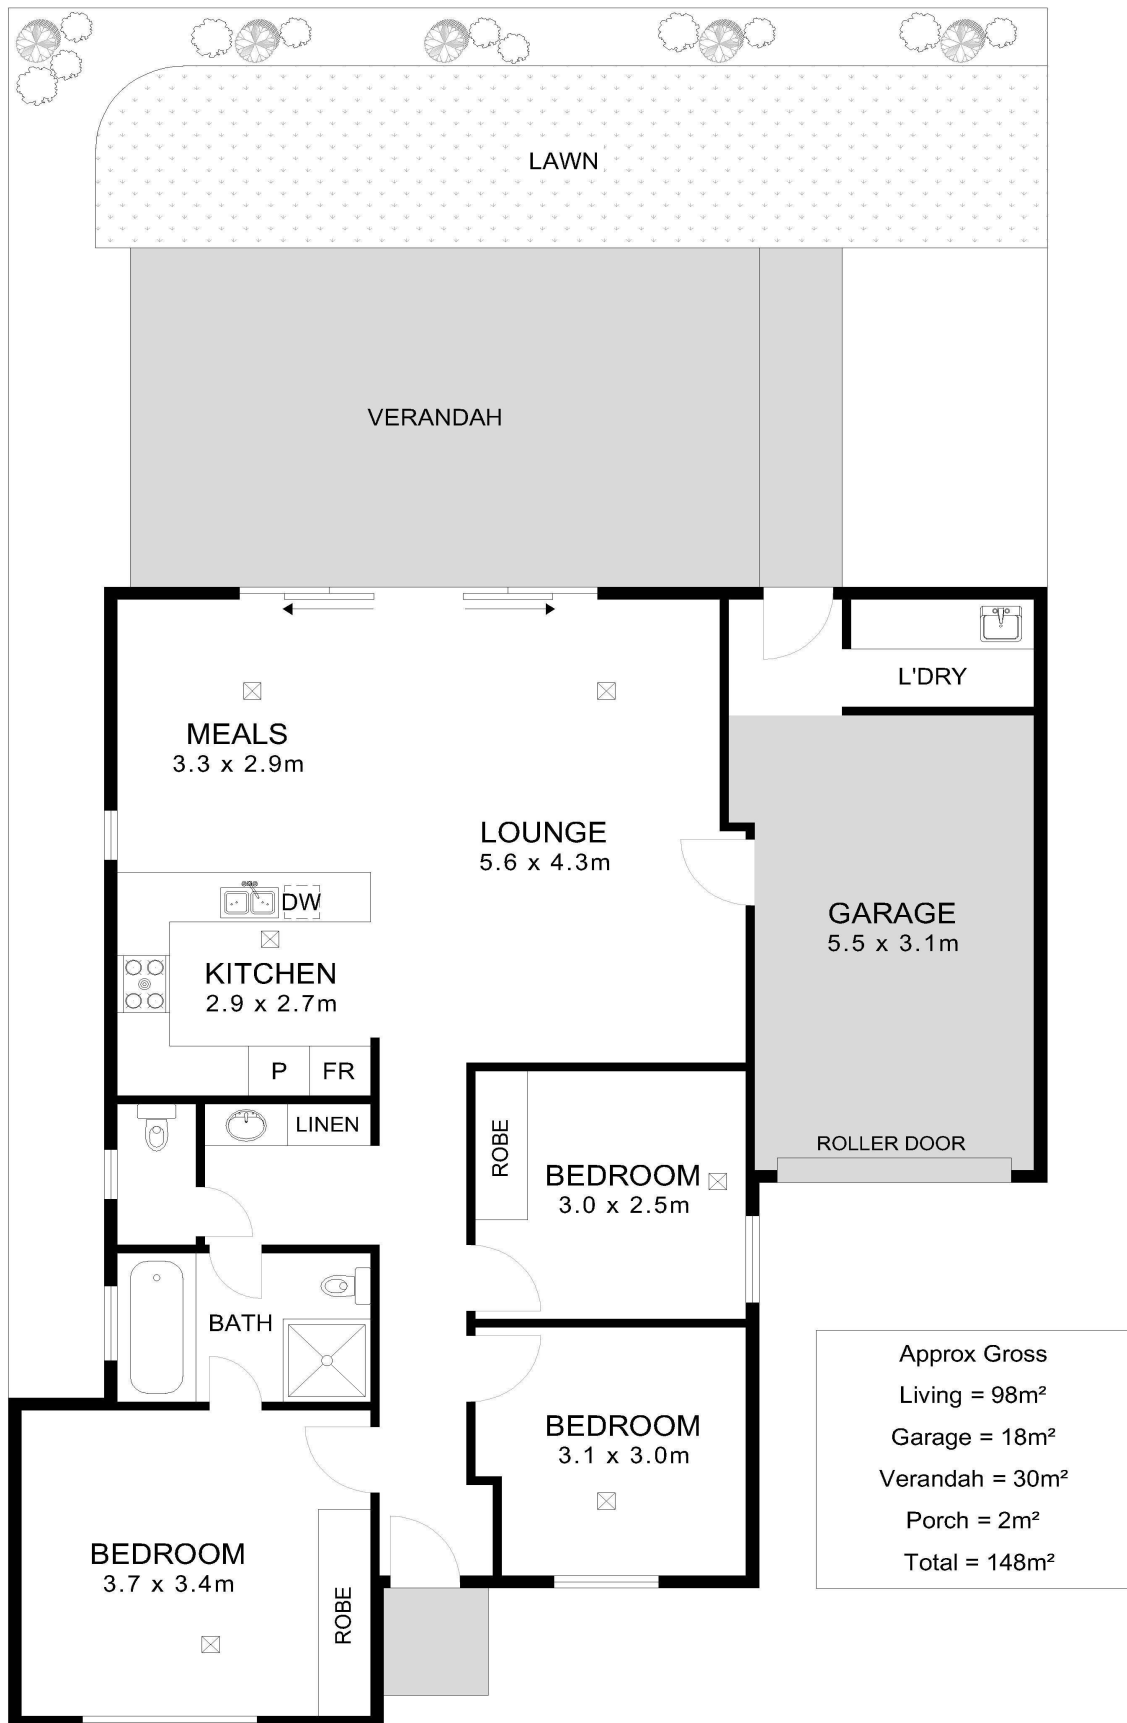 LAWN
VERANDAH
L'DRY
MEALS
3.3 x 2.9m
LOUNGE
5.6 x 4.3m
DW
GARAGE
5.5 x 3.1m
KITCHEN
2.9 x 2.7m
P
FR
LINEN
ROBE
ROLLER DOOR
BEDROOM
3.0 x 2.5m
BATH
BEDROOM
3.1 x 3.0m
BEDROOM
3.7 x 3.4m
ROBE
Approx Gross
Living = 98m²
Garage = 18m²
Verandah = 30m²
Porch = 2m²
Total = 148m²